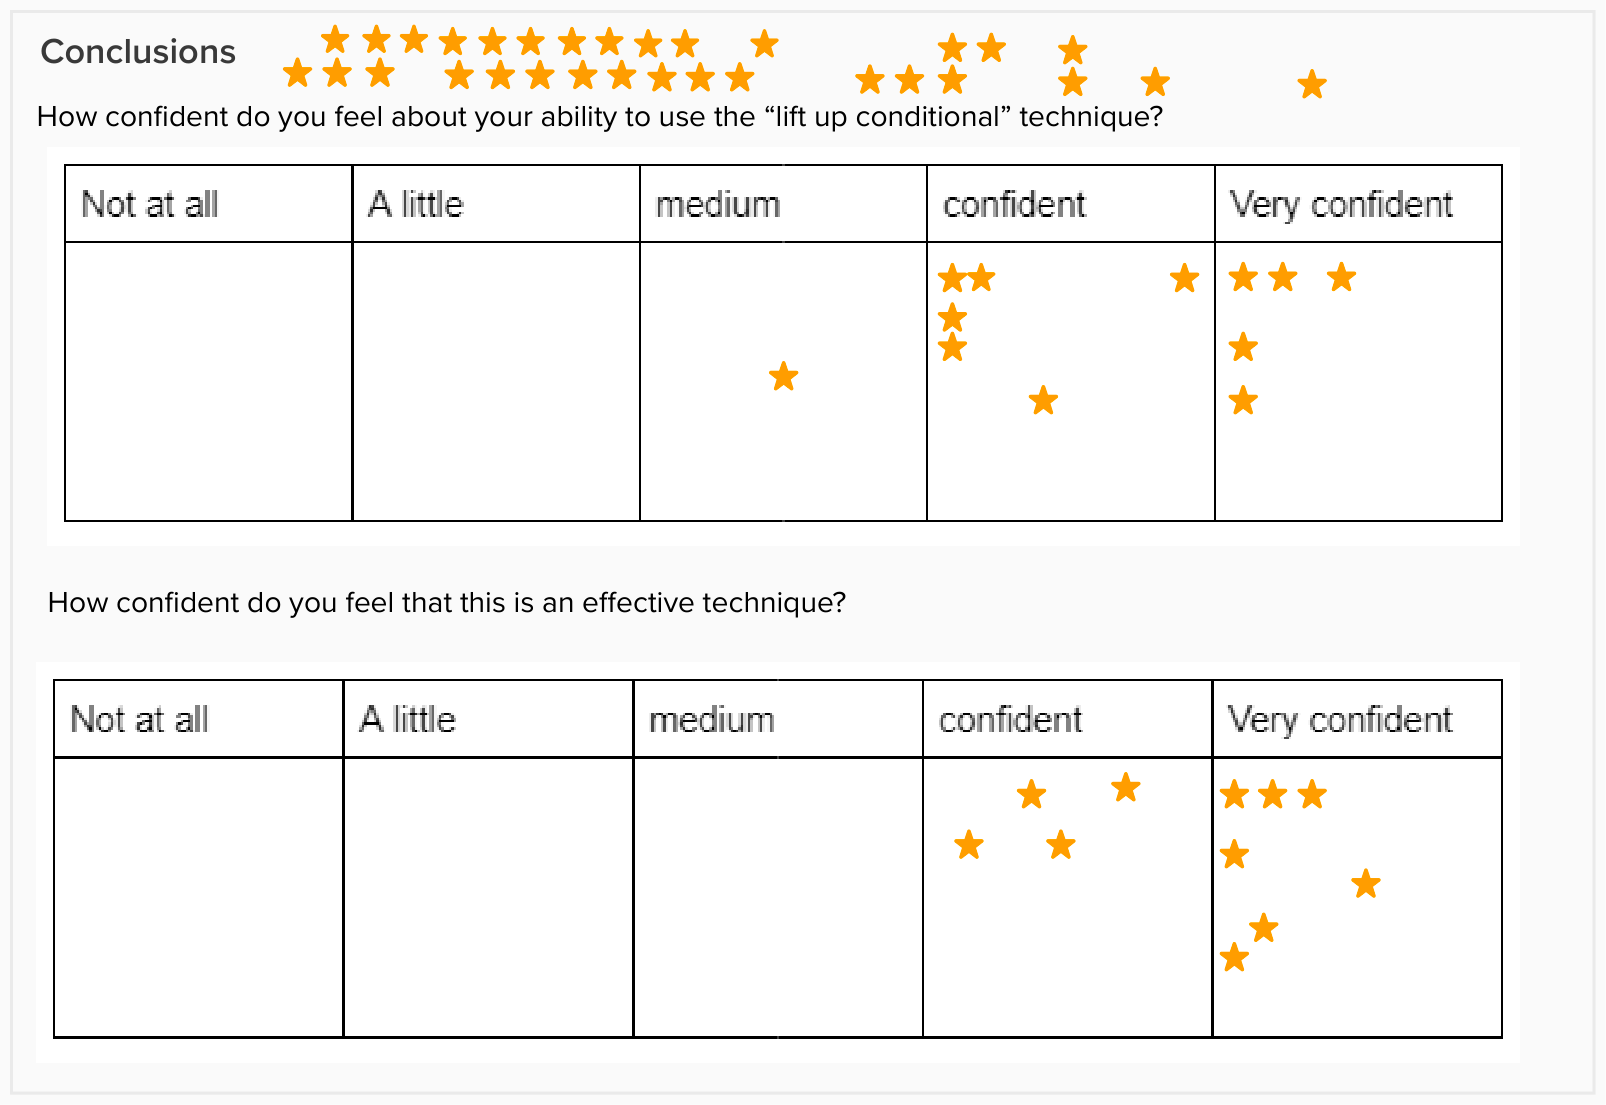 Conclusions
How confident do you feel about your ability to use the “lift up conditional” technique?
Not at all A little medium confident Very confident
How confident do you feel that this is an effective technique?
Not at all A little medium confident Very confident